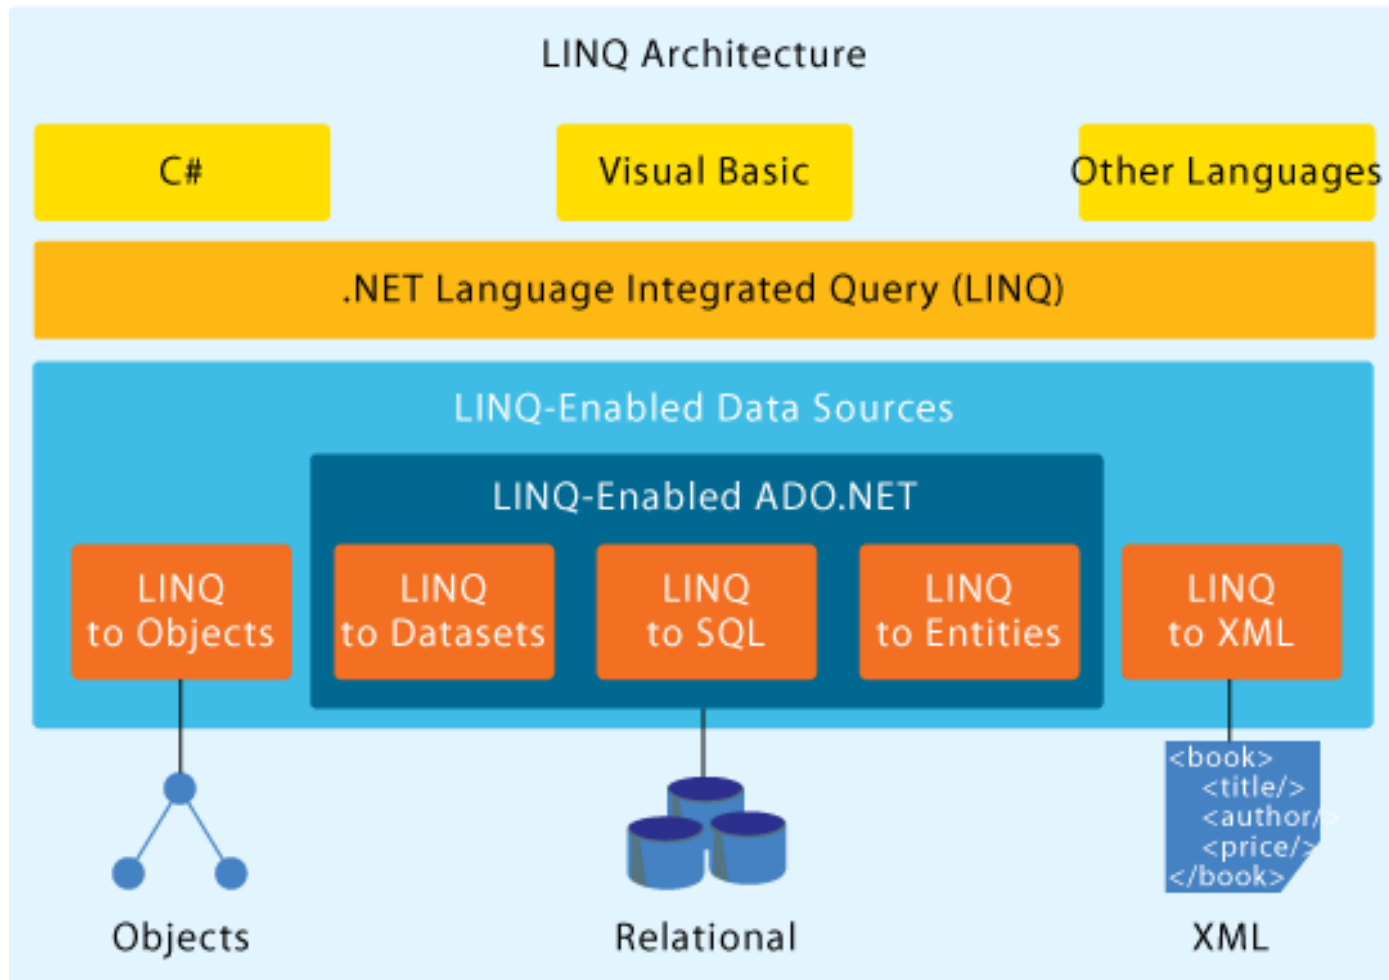 LINQ Architecture
C#
Visual Basic
Other Languages
.NET Language Integrated Query (LINQ)
LINQ-Enabled Data Sources
LINQ-Enabled ADO.NET
LINQ
to Objects
LINQ
to Datasets
LINQ
to SQL
LINQ
to Entities
LINQ
to XML
<book>
<title/>
<author/>
<price/>
</book>
Objects
Relational
XML